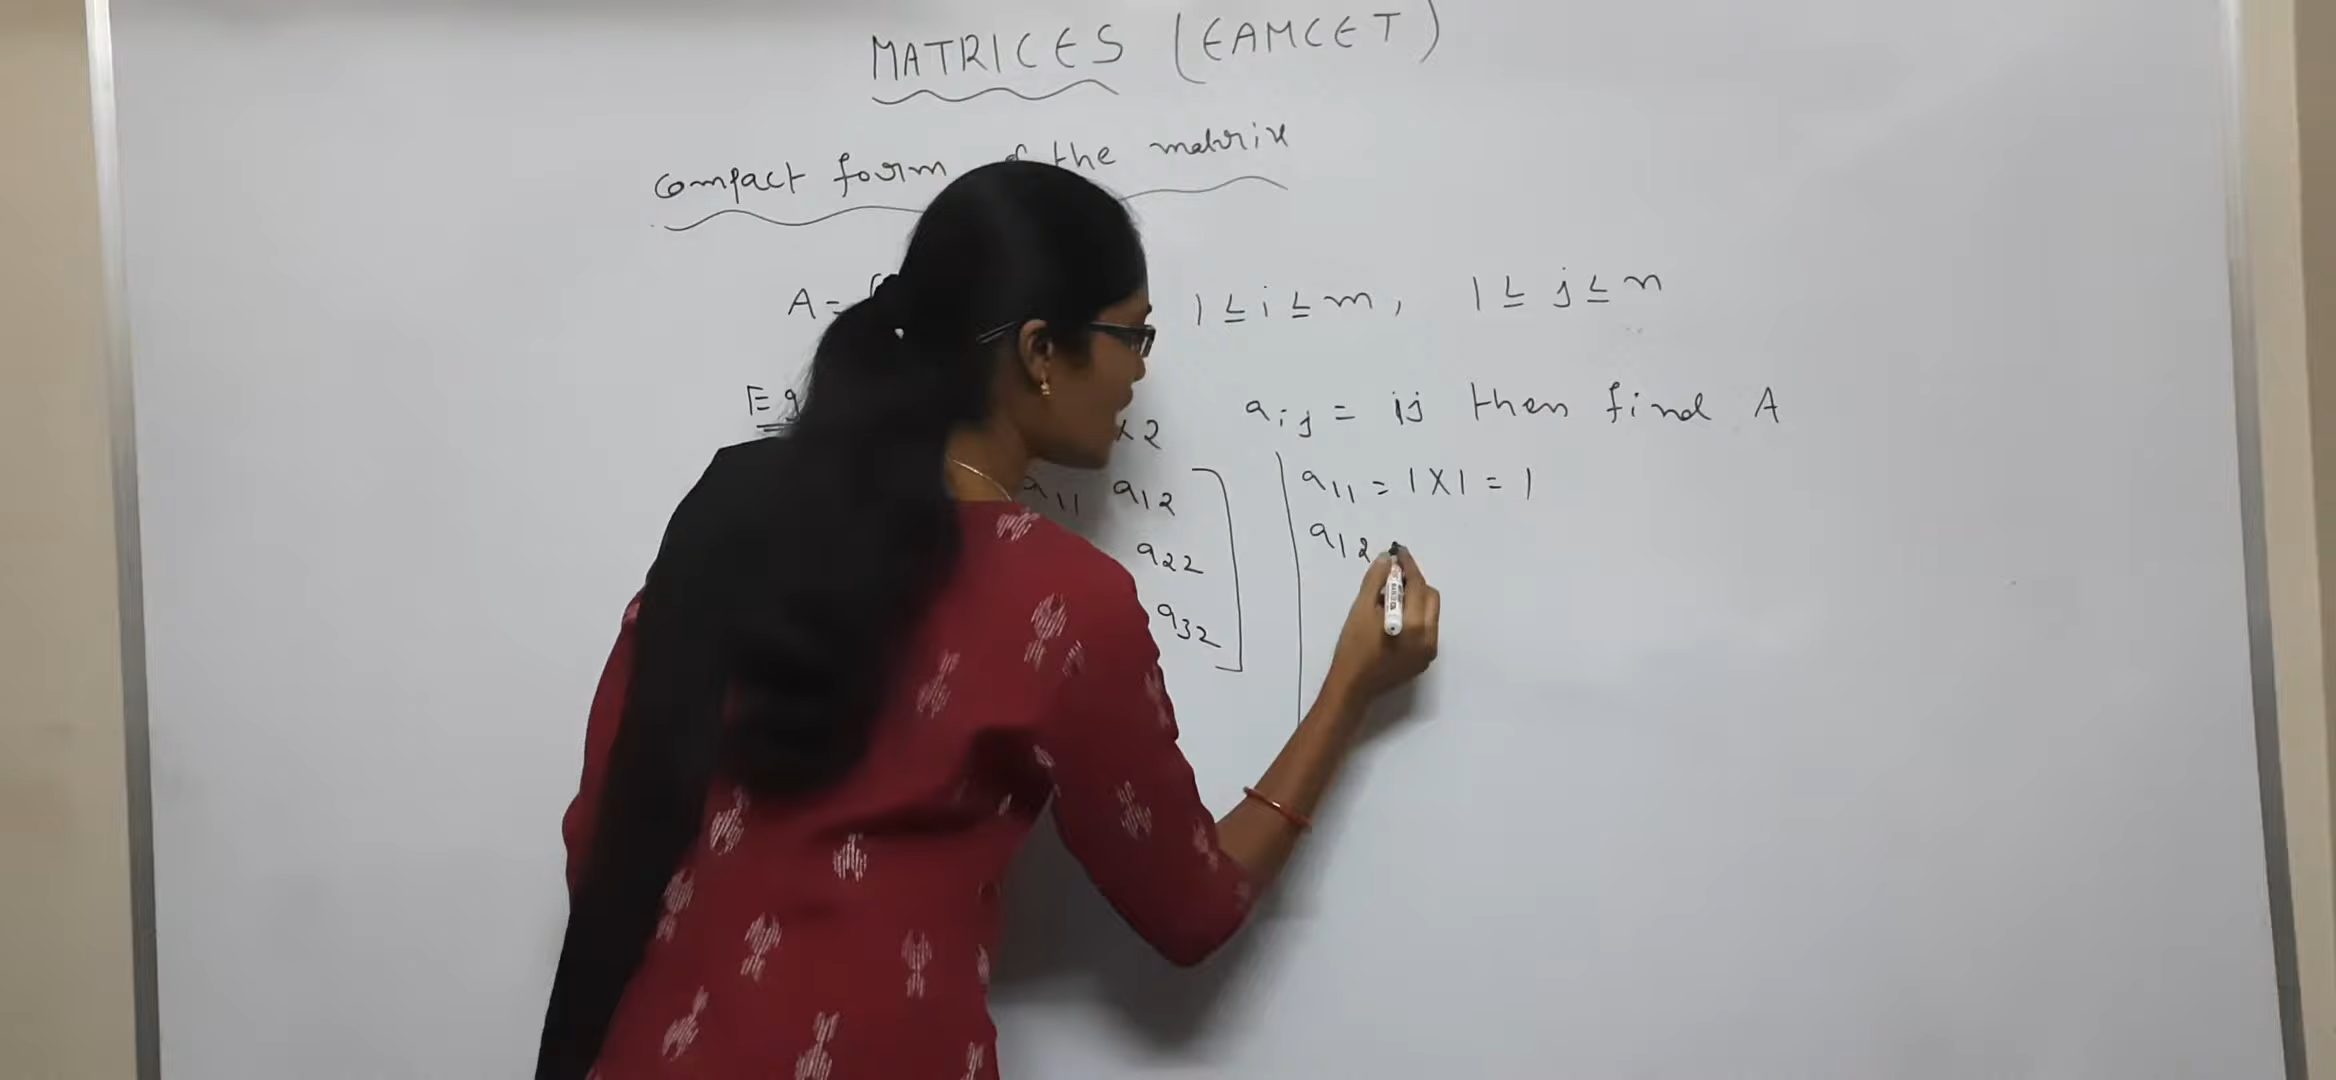 MATRICES (EAMCET)
compact form of the matrix
A = 1 ≤ i ≤ m, 1 ≤ j ≤ n
Eg ×2 aij = ij then find A
a11 a12
a22
a32
a11 = 1×1 = 1
a12